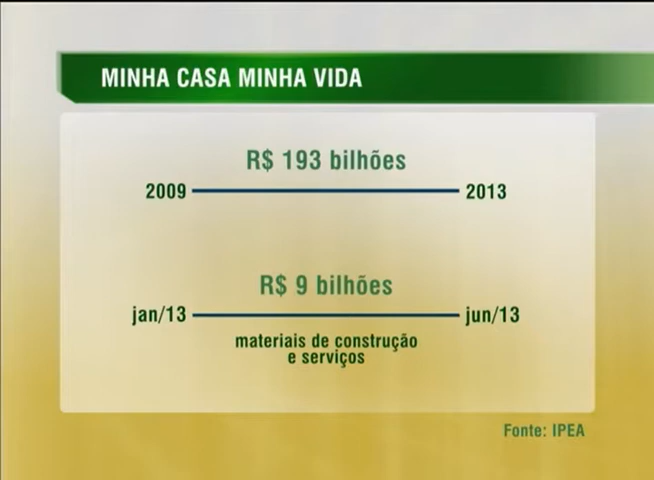 MINHA CASA MINHA VIDA
R$ 193 bilhões
2009 2013
R$ 9 bilhões
jan/13 jun/13
materiais de construção
e serviços
Fonte: IPEA